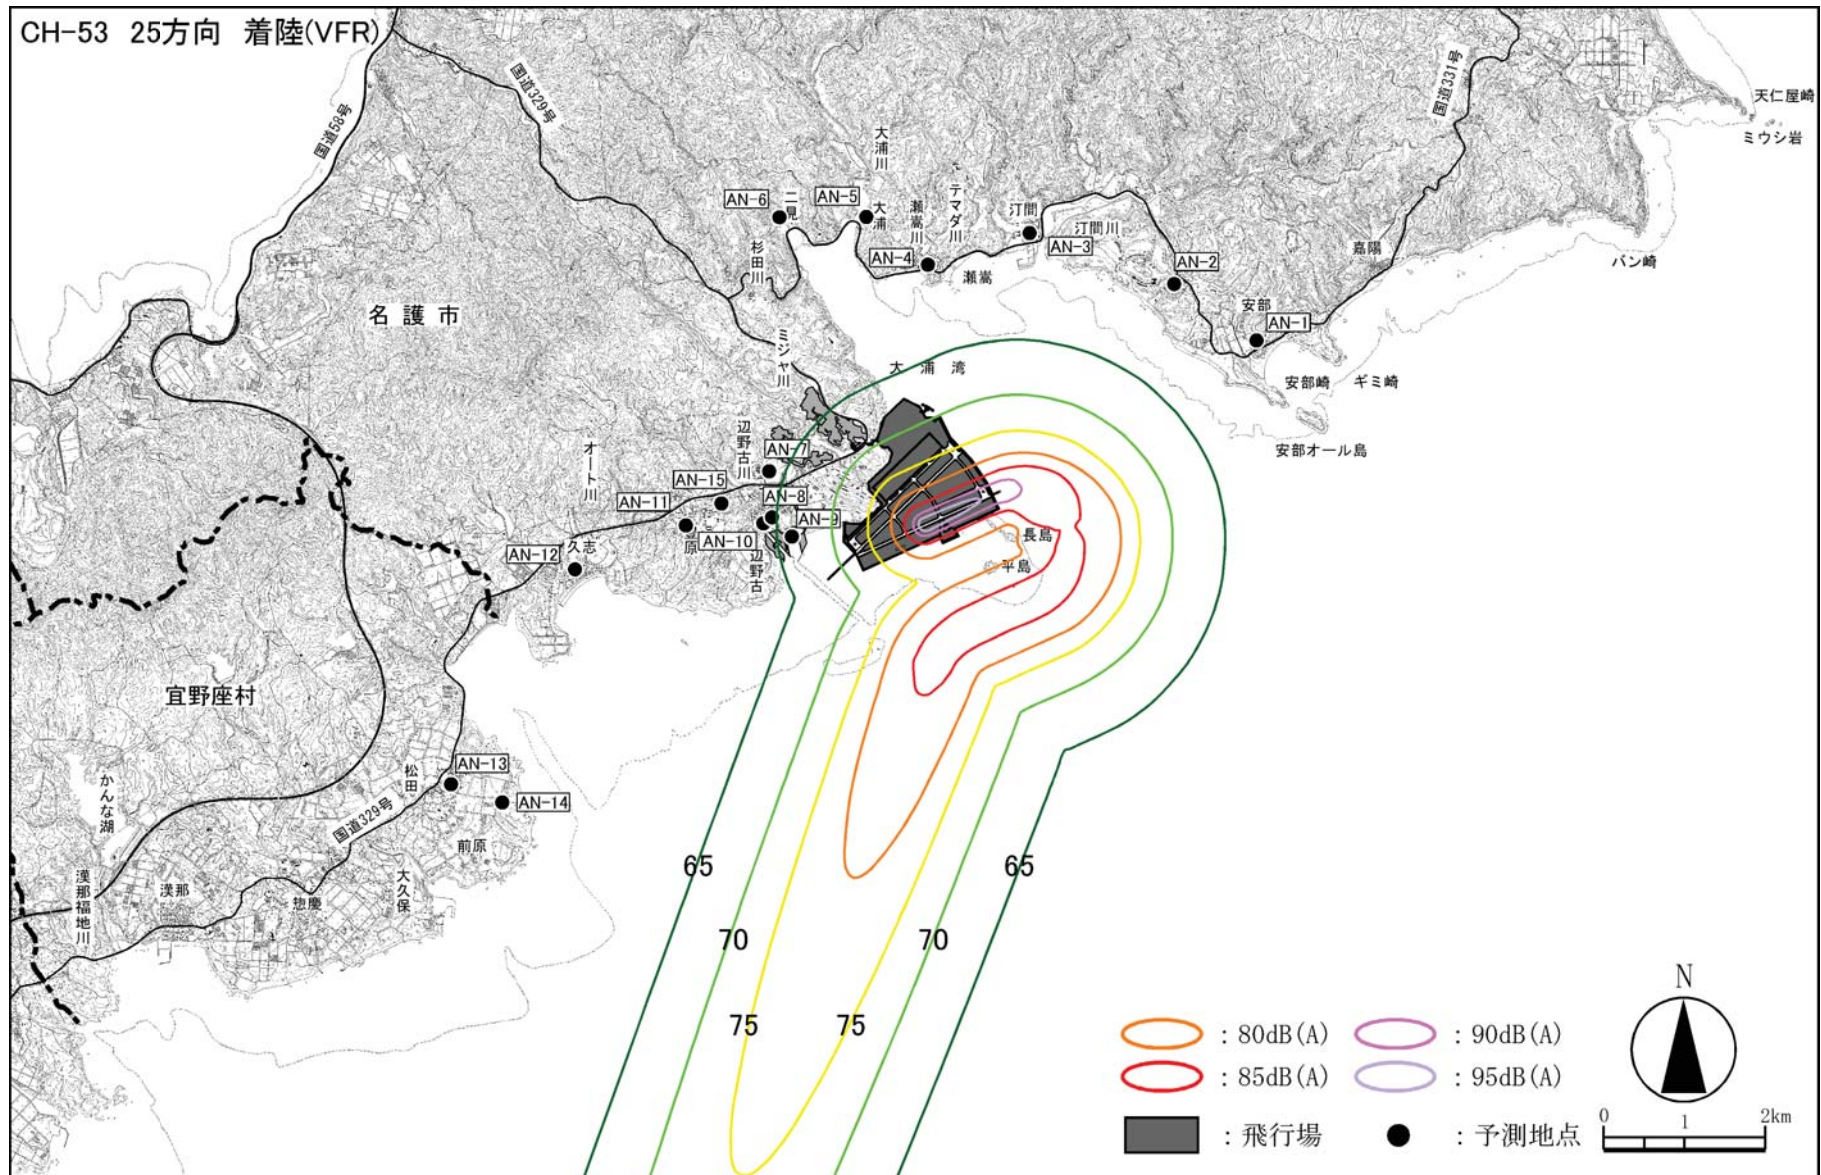 CH-53 25方向 着陸(VFR)
国道58号
国道329号
国道331号
天仁屋崎
ミウシ岩
バン崎
嘉陽
大浦川
AN-6
二見
AN-5
大浦
瀬嵩川
テマダ川
汀間
汀間川
AN-3
AN-4
瀬嵩
AN-2
安部
AN-1
杉田川
名護市
ミジャ川
大浦湾
安部崎
ギミ崎
安部オール島
辺野古川
AN-7
オート川
AN-15
AN-11
AN-8
AN-9
AN-10
原
辺野古
AN-12
久志
長島
平島
宜野座村
かんな湖
松田
AN-13
AN-14
国道329号
前原
大久保
漢那福地川
漢那
惣慶
65
65
70
70
75
75
N
：80dB(A)
：90dB(A)
：85dB(A)
：95dB(A)
：飛行場
：予測地点
0 1 2km